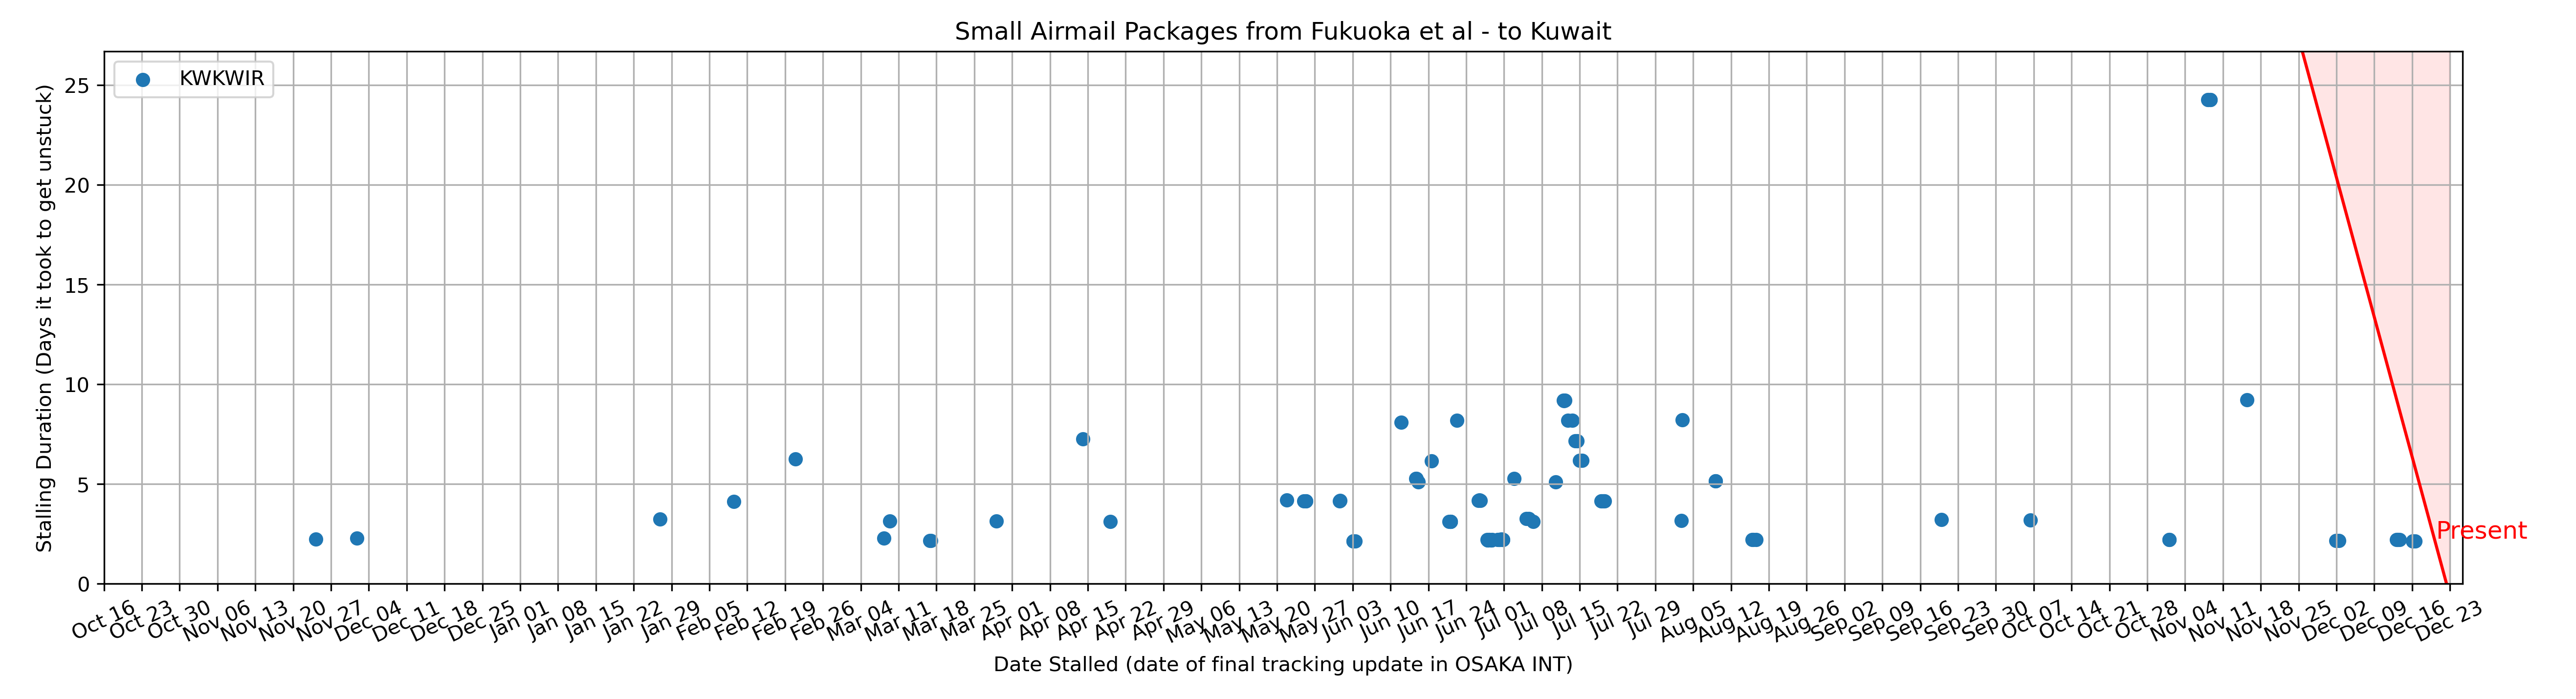 Small Airmail Packages from Fukuoka et al - to Kuwait
KWKWIR
Stalling Duration (Days it took to get unstuck)
25
20
15
10
5
0
Present
Oct 16 Oct 23 Oct 30 Nov 06 Nov 13 Nov 20 Nov 27 Dec 04 Dec 11 Dec 18 Dec 25 Jan 01 Jan 08 Jan 15 Jan 22 Jan 29 Feb 05 Feb 12 Feb 19 Feb 26 Mar 04 Mar 11 Mar 18 Mar 25 Apr 01 Apr 08 Apr 15 Apr 22 Apr 29 May 06 May 13 May 20 May 27 Jun 03 Jun 10 Jun 17 Jun 24 Jul 01 Jul 08 Jul 15 Jul 22 Jul 29 Aug 05 Aug 12 Aug 19 Aug 26 Sep 02 Sep 09 Sep 16 Sep 23 Sep 30 Oct 07 Oct 14 Oct 21 Oct 28 Nov 04 Nov 11 Nov 18 Nov 25 Dec 02 Dec 09 Dec 16 Dec 23
Date Stalled (date of final tracking update in OSAKA INT)